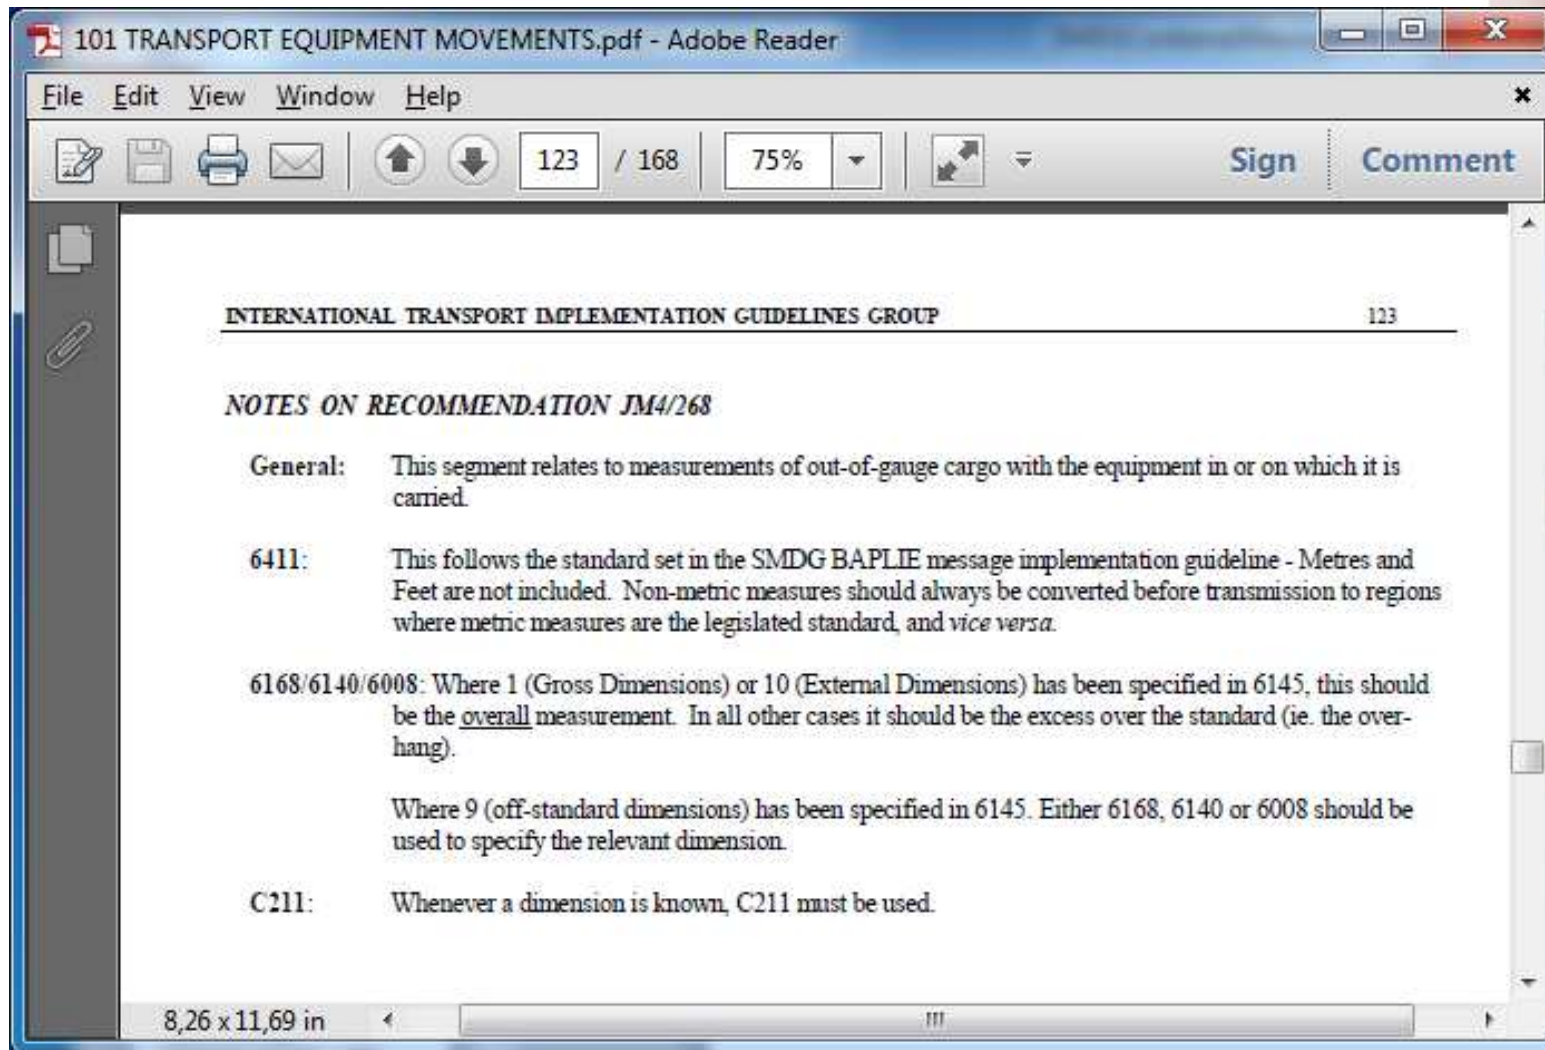 101 TRANSPORT EQUIPMENT MOVEMENTS.pdf - Adobe Reader
File Edit View Window Help
123 / 168 75% Sign Comment
INTERNATIONAL TRANSPORT IMPLEMENTATION GUIDELINES GROUP 123
NOTES ON RECOMMENDATION JM4/268
General: This segment relates to measurements of out-of-gauge cargo with the equipment in or on which it is
carried.
6411: This follows the standard set in the SMDG BAPLIE message implementation guideline - Metres and
Feet are not included. Non-metric measures should always be converted before transmission to regions
where metric measures are the legislated standard, and vice versa.
6168/6140/6008: Where 1 (Gross Dimensions) or 10 (External Dimensions) has been specified in 6145, this should
be the overall measurement. In all other cases it should be the excess over the standard (ie. the over-
hang).
Where 9 (off-standard dimensions) has been specified in 6145. Either 6168, 6140 or 6008 should be
used to specify the relevant dimension.
C211: Whenever a dimension is known, C211 must be used.
8,26 x 11,69 in